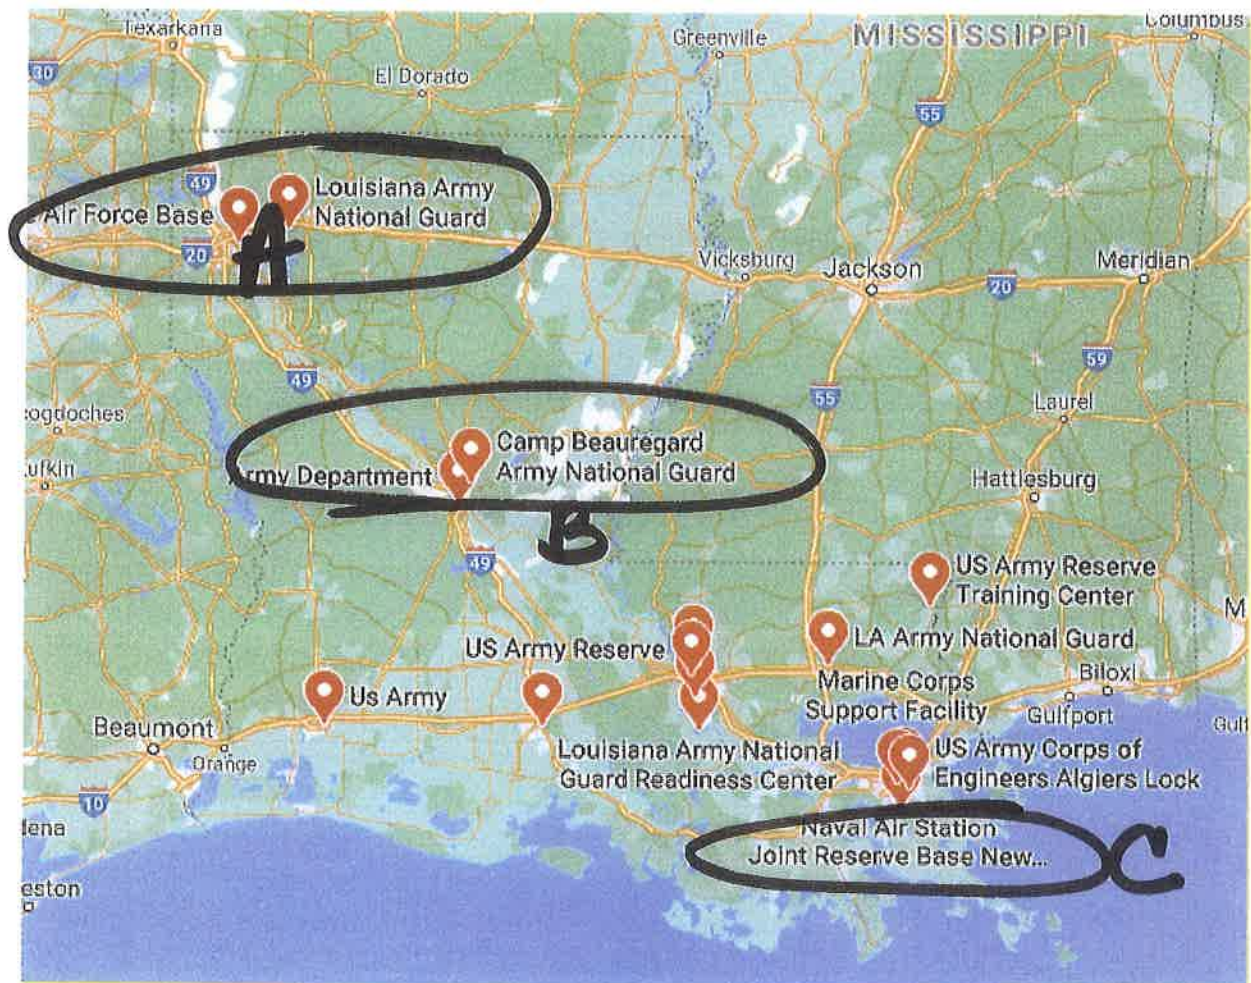 Texarkana
Greenville
MISSISSIPPI
Columbus
30
El Dorado
55
49
Louisiana Army
National Guard
Air Force Base
A
20
Vicksburg
Jackson
20
Meridian
49
59
55
Laurel
Camp Beauregard
Army National Guard
Army Department
Hattiesburg
B
49
US Army Reserve
Training Center
US Army Reserve
LA Army National Guard
Us Army
Marine Corps
Support Facility
Biloxi
Gulfport
Beaumont
Orange
Louisiana Army National
Guard Readiness Center
US Army Corps of
Engineers Algiers Lock
10
Naval Air Station
Joint Reserve Base New...
C